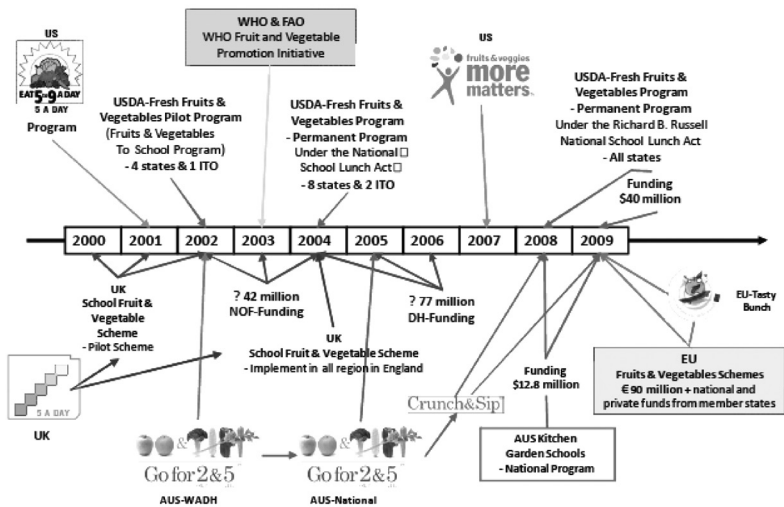 US
EAT 5-9 A DAY
5 A DAY
Program
WHO & FAO
WHO Fruit and Vegetable
Promotion Initiative
USDA-Fresh Fruits &
Vegetables Pilot Program
(Fruits & Vegetables
To School Program)
- 4 states & 1 ITO
USDA-Fresh Fruits &
Vegetables Program
- Permanent Program
Under the National □
School Lunch Act □
- 8 states & 2 ITO
US
fruits & veggies
more
matters™
USDA-Fresh Fruits &
Vegetables Program
- Permanent Program
Under the Richard B. Russell
National School Lunch Act
- All states
Funding
$40 million
2000 2001 2002 2003 2004 2005 2006 2007 2008 2009
UK
School Fruit &
Vegetable
Scheme
- Pilot Scheme
? 42 million
NOF-Funding
UK
School Fruit & Vegetable Scheme
- Implement in all region in England
? 77 million
DH-Funding
EU-Tasty
Bunch
5 A DAY
UK
Crunch&Sip
Funding
$12.8 million
EU
Fruits & Vegetables Schemes
€90 million + national and
private funds from member states
AUS Kitchen
Garden Schools
- National Program
&
Go for 2 & 5
AUS-WADH
&
Go for 2 & 5
AUS-National